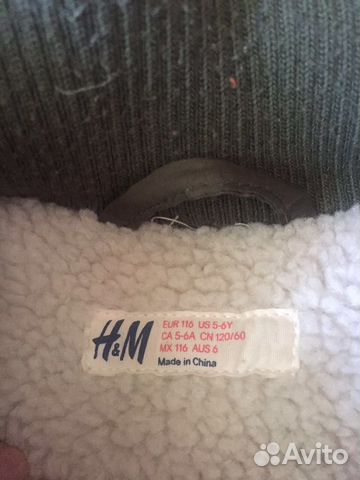 H&M
EUR 116 US 5-6Y
CA 5-6A CN 120/60
MX 116 AUS 6
Made in China
Avito